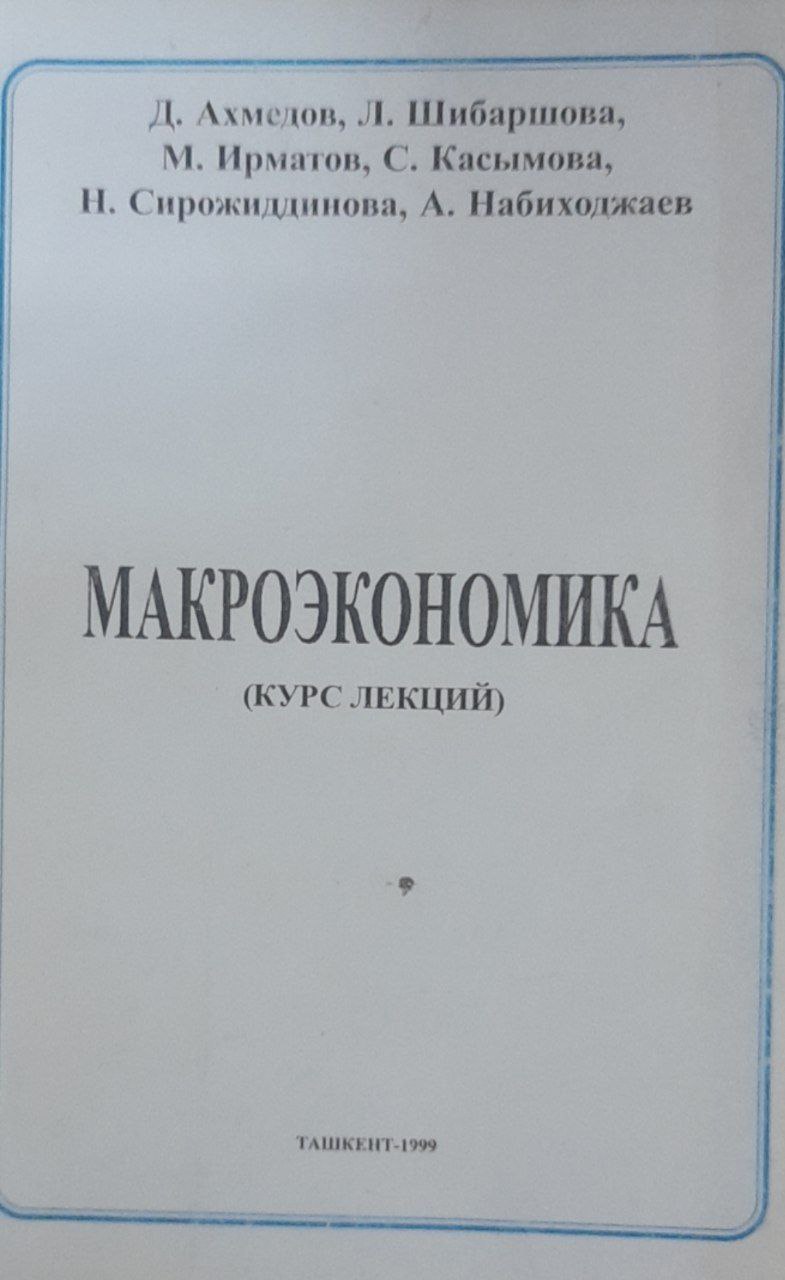 Д. Ахмедов, Л. Шибаршова,
М. Ирматов, С. Касымова,
Н. Сирожиддинова, А. Набиходжаев
МАКРОЭКОНОМИКА
(КУРС ЛЕКЦИЙ)
ТАШКЕНТ-1999